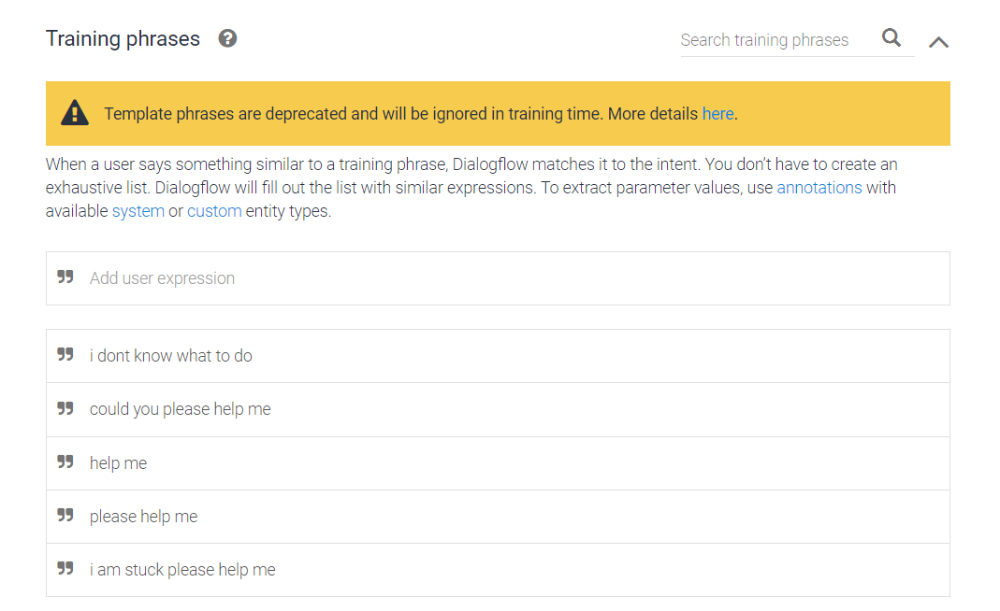 Training phrases
Search training phrases
Template phrases are deprecated and will be ignored in training time. More details here.
When a user says something similar to a training phrase, Dialogflow matches it to the intent. You don’t have to create an
exhaustive list. Dialogflow will fill out the list with similar expressions. To extract parameter values, use annotations with
available system or custom entity types.
Add user expression
i dont know what to do
could you please help me
help me
please help me
i am stuck please help me